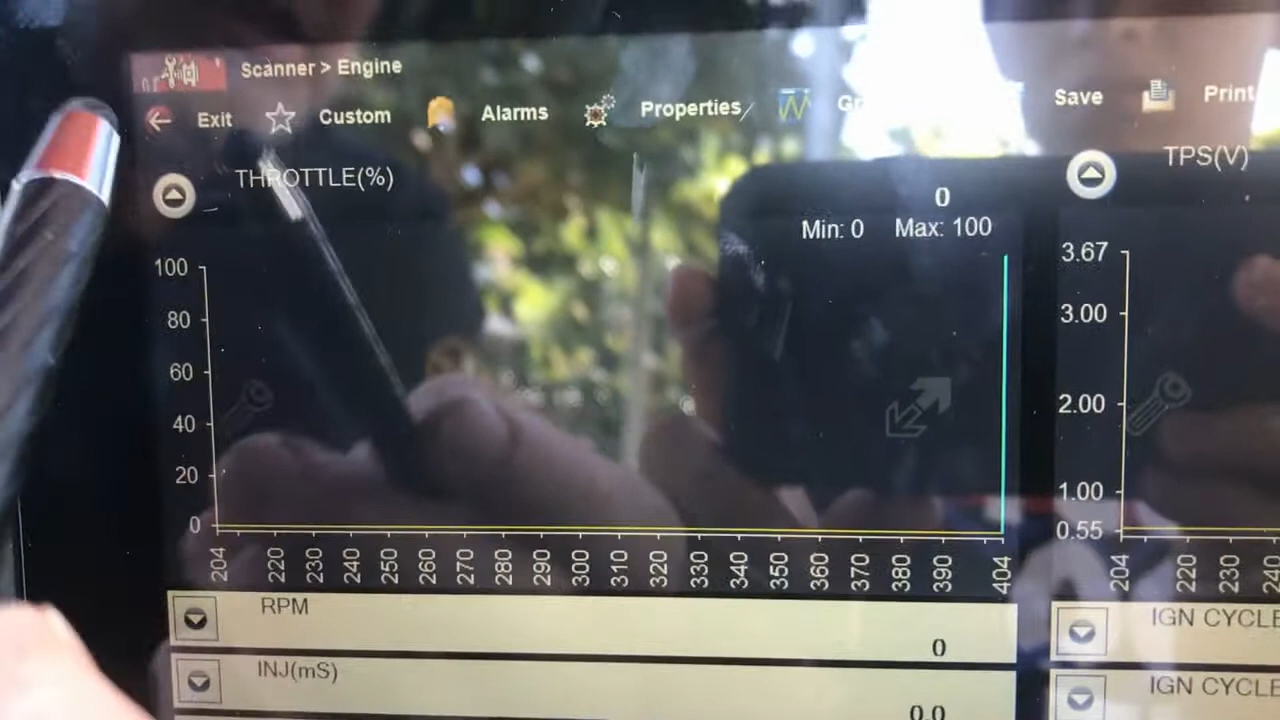 Scanner > Engine
Exit Custom Alarms Properties Save Print
THROTTLE(%)
0
Min: 0 Max: 100
100
80
60
40
20
0
204 220 230 240 250 260 270 280 290 300 310 320 330 340 350 360 370 380 390 404
TPS(V)
3.67
3.00
2.00
1.00
0.55
204 220 230
RPM
0
INJ(mS)
0.0
IGN CYCLE
IGN CYCLE